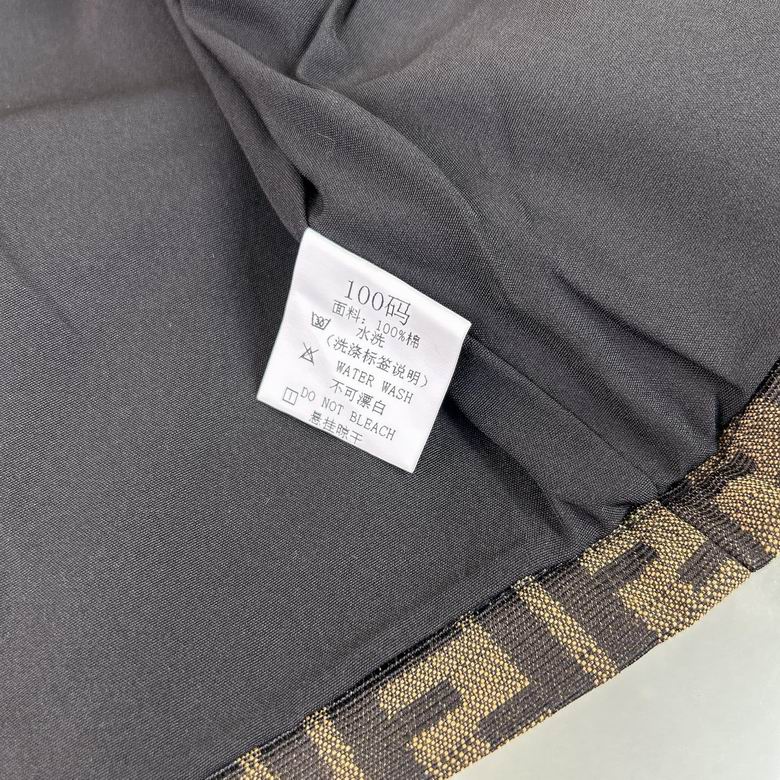 100码
面料：100%棉
水洗
（洗涤标签说明）
WATER WASH
不可漂白
DO NOT BLEACH
悬挂晾干